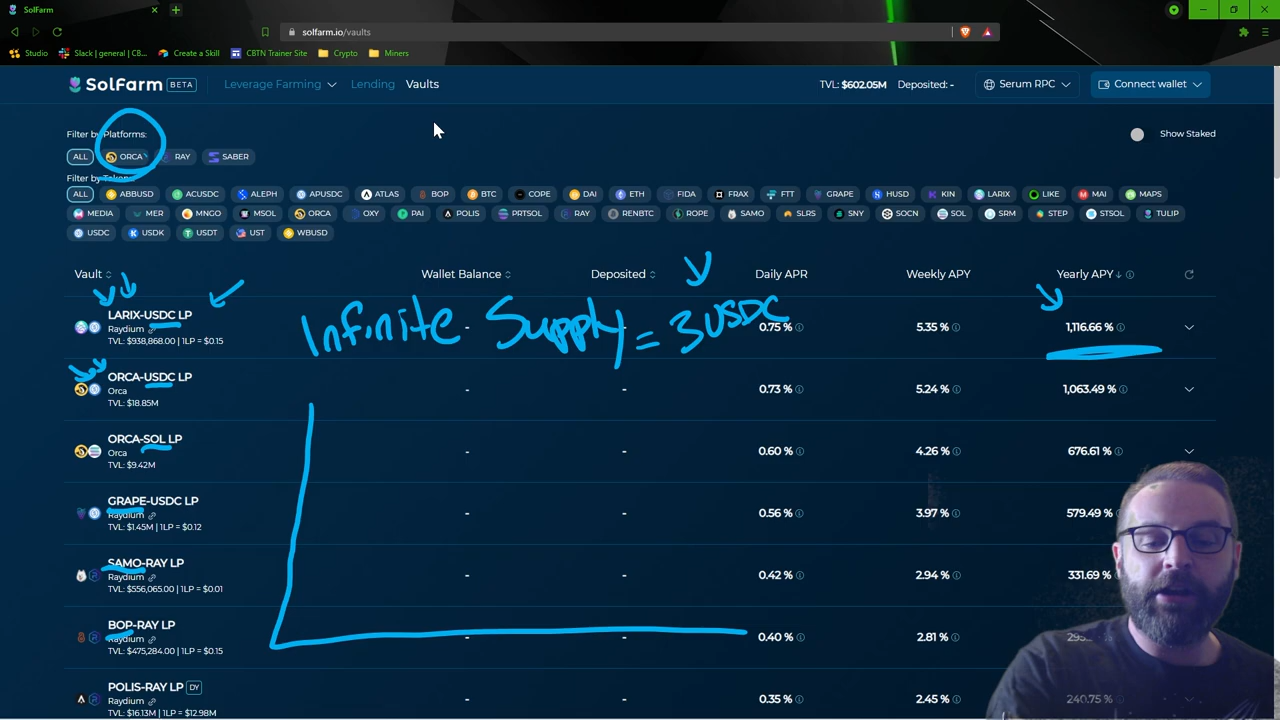 SolFarm
solfarm.io/vaults
Studio Slack | general | CB... Create a Skill CBTN Trainer Site Crypto Miners
SolFarm BETA Leverage Farming Lending Vaults TVL: $602.05M Deposited: - Serum RPC Connect wallet
Filter by Platforms: Show Staked
ALL ORCA RAY SABER
Filter by Tokens
ALL ABBUSD ACUSDC ALEPH APUSDC ATLAS BOP BTC COPE DAI ETH FIDA FRAX FTT GRAPE HUSD KIN LARIX LIKE MAI MAPS
MEDIA MER MNGO MSOL ORCA OXY PAI POLIS PRTSOL RAY RENBTC ROPE SAMO SLRS SNY SOCN SOL SRM STEP STSOL TULIP
USDC USDK USDT UST WBUSD
Vault Wallet Balance Deposited Daily APR Weekly APY Yearly APY
LARIX-USDC LP
Raydium
TVL: $938,868.00 | 1LP = $0.15
- - 0.75 % 5.35 % 1,116.66 %
Infinite Supply = 3 USDC
ORCA-USDC LP
Orca
TVL: $18.85M
- - 0.73 % 5.24 % 1,063.49 %
ORCA-SOL LP
Orca
TVL: $9.42M
- - 0.60 % 4.26 % 676.61 %
GRAPE-USDC LP
Raydium
TVL: $1.45M | 1LP = $0.12
- - 0.56 % 3.97 % 579.49 %
SAMO-RAY LP
Raydium
TVL: $556,065.00 | 1LP = $0.01
- - 0.42 % 2.94 % 331.69 %
BOP-RAY LP
Raydium
TVL: $475,284.00 | 1LP = $0.15
- - 0.40 % 2.81 %
POLIS-RAY LP DY
Raydium
TVL: $16.13M | 1LP = $12.98M
- - 0.35 % 2.45 % 240.75 %